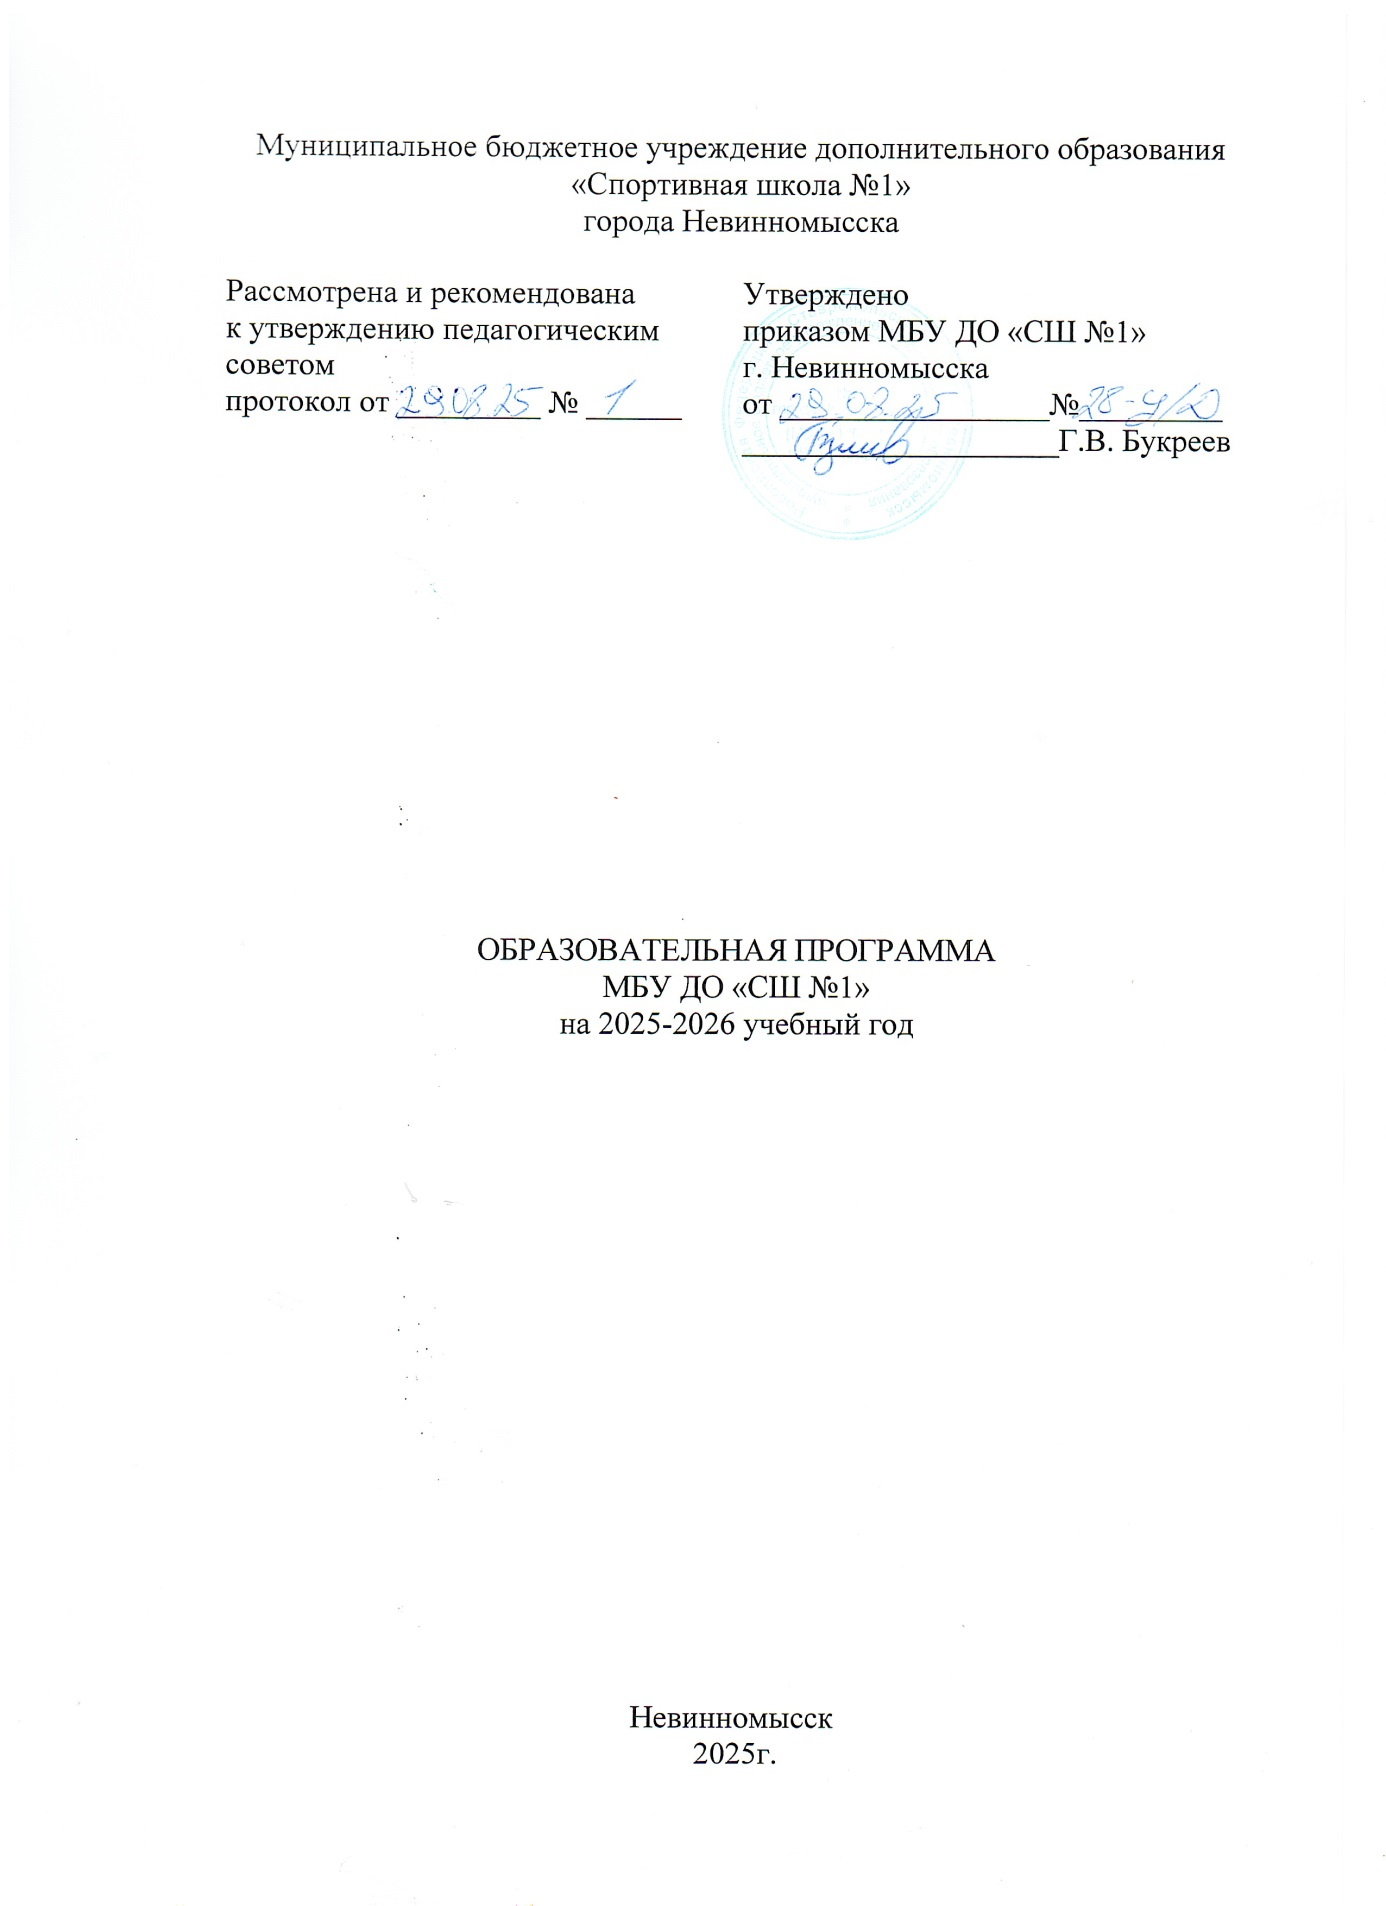 Муниципальное бюджетное учреждение дополнительного образования
«Спортивная школа №1»
города Невинномысска
Рассмотрена и рекомендована
к утверждению педагогическим
советом
протокол от 29.08.25 № 1
Утверждено
приказом МБУ ДО «СШ №1»
г. Невинномысска
от 29.08.25 №28-у/д
Г.В. Букреев
ОБРАЗОВАТЕЛЬНАЯ ПРОГРАММА
МБУ ДО «СШ №1»
на 2025-2026 учебный год
Невинномысск
2025г.